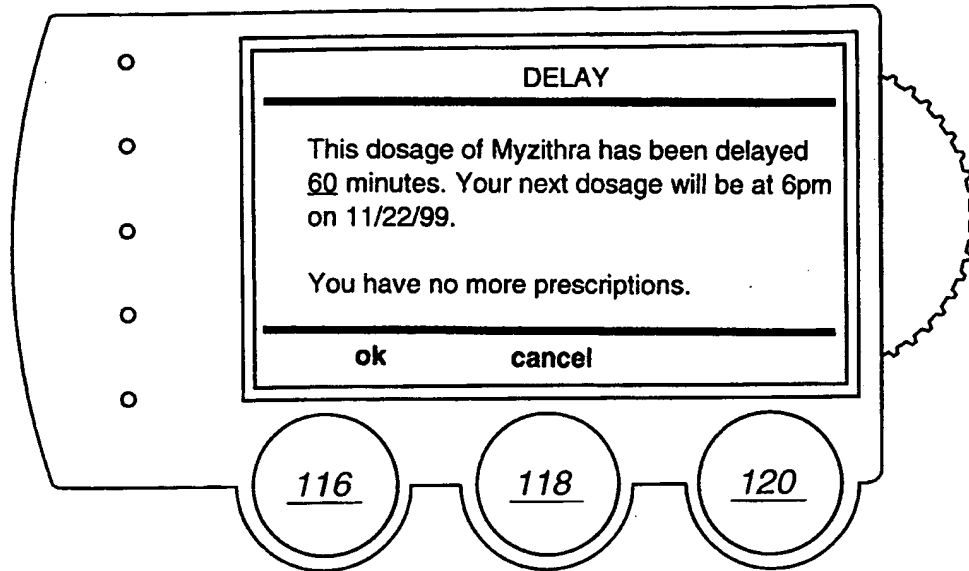 DELAY
This dosage of Myzithra has been delayed
60 minutes. Your next dosage will be at 6pm
on 11/22/99.
You have no more prescriptions.
ok cancel
116 118 120